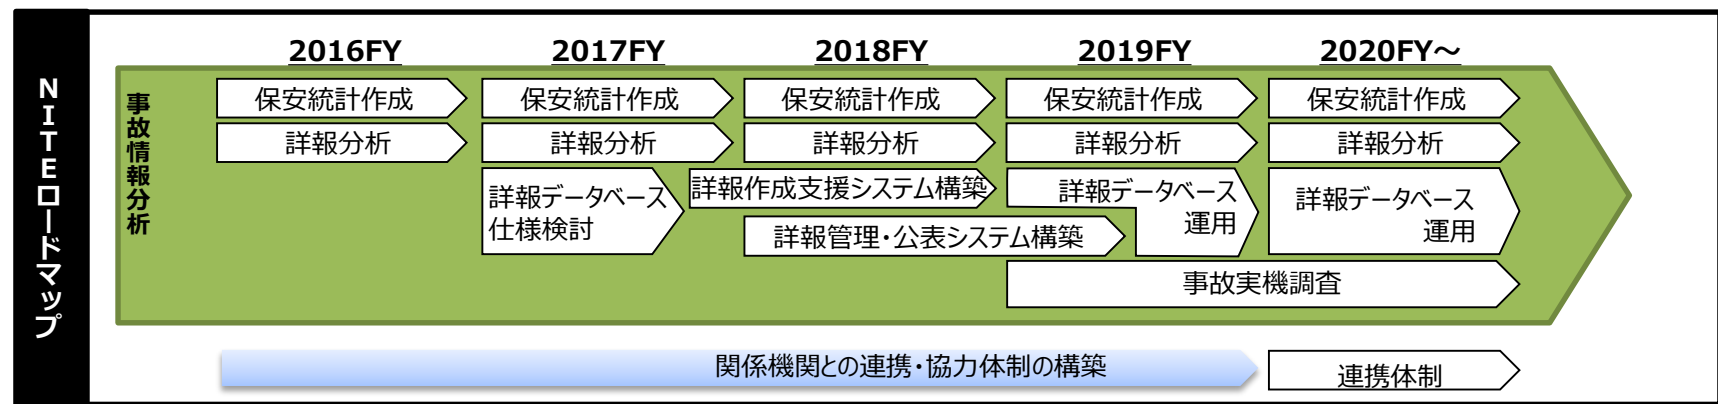 NITEロードマップ
2016FY 2017FY 2018FY 2019FY 2020FY～
事故情報分析
保安統計作成 保安統計作成 保安統計作成 保安統計作成 保安統計作成
詳報分析 詳報分析 詳報分析 詳報分析 詳報分析
詳報データベース
仕様検討
詳報作成支援システム構築
詳報管理・公表システム構築
詳報データベース
運用
詳報データベース
運用
事故実機調査
関係機関との連携・協力体制の構築
連携体制